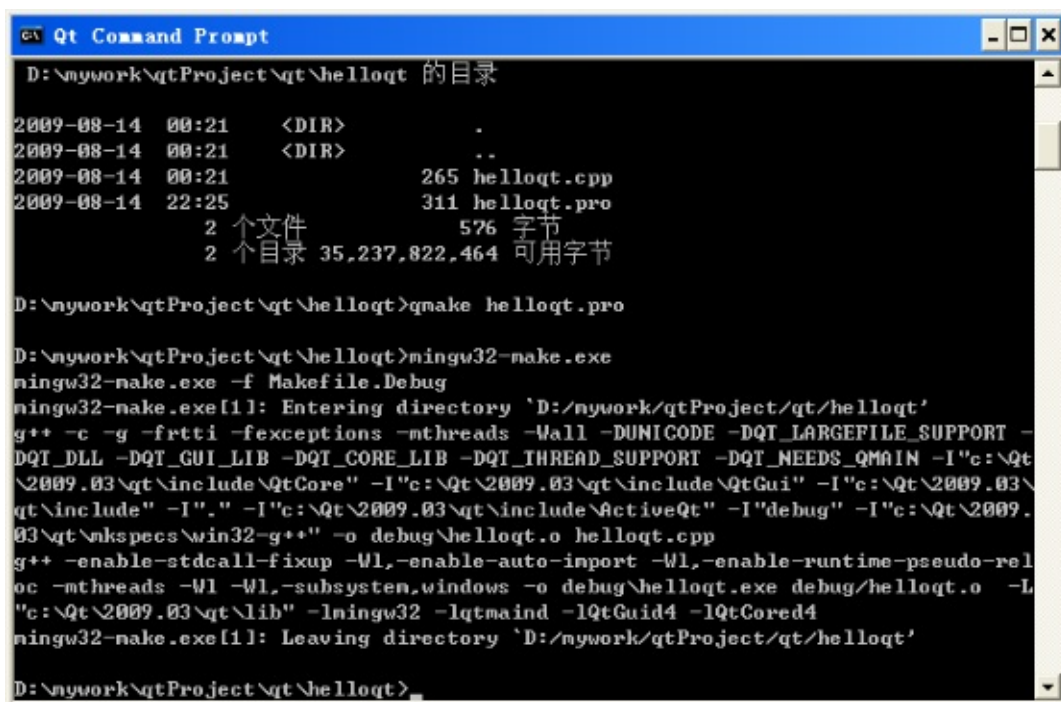 Qt Command Prompt
D:\mywork\qtProject\qt\helloqt 的目录
2009-08-14  00:21    <DIR>          .
2009-08-14  00:21    <DIR>          ..
2009-08-14  00:21               265 helloqt.cpp
2009-08-14  22:25               311 helloqt.pro
2 个文件            576 字节
2 个目录 35,237,822,464 可用字节
D:\mywork\qtProject\qt\helloqt>qmake helloqt.pro
D:\mywork\qtProject\qt\helloqt>mingw32-make.exe
mingw32-make.exe -f Makefile.Debug
mingw32-make.exe[1]: Entering directory `D:/mywork/qtProject/qt/helloqt'
g++ -c -g -frtti -fexceptions -mthreads -Wall -DUNICODE -DQT_LARGEFILE_SUPPORT -
DQT_DLL -DQT_GUI_LIB -DQT_CORE_LIB -DQT_THREAD_SUPPORT -DQT_NEEDS_QMAIN -I"c:\Qt
\2009.03\qt\include\QtCore" -I"c:\Qt\2009.03\qt\include\QtGui" -I"c:\Qt\2009.03\
qt\include" -I"." -I"c:\Qt\2009.03\qt\include\ActiveQt" -I"debug" -I"c:\Qt\2009.
03\qt\mkspecs\win32-g++" -o debug\helloqt.o helloqt.cpp
g++ -enable-stdcall-fixup -Wl,-enable-auto-import -Wl,-enable-runtime-pseudo-rel
oc -mthreads -Wl -Wl,-subsystem,windows -o debug\helloqt.exe debug/helloqt.o  -L
"c:\Qt\2009.03\qt\lib" -lmingw32 -lqtmaind -lQtGuid4 -lQtCored4
mingw32-make.exe[1]: Leaving directory `D:/mywork/qtProject/qt/helloqt'
D:\mywork\qtProject\qt\helloqt>_